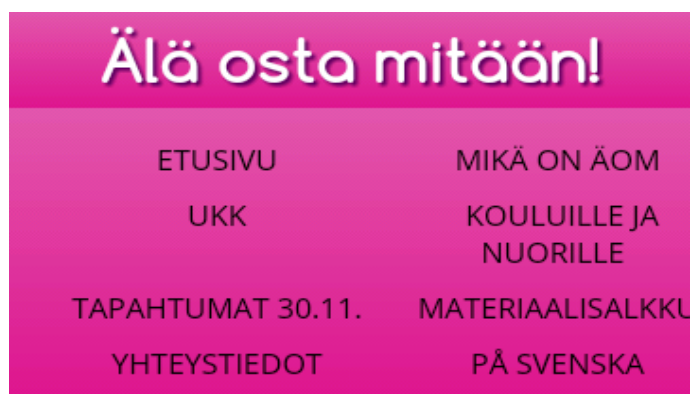 Älä osta mitään!
ETUSIVU
MIKÄ ON ÄOM
UKK
KOULUILLE JA
NUORILLE
TAPAHTUMAT 30.11.
MATERIAALISALKKU
YHTEYSTIEDOT
PÅ SVENSKA